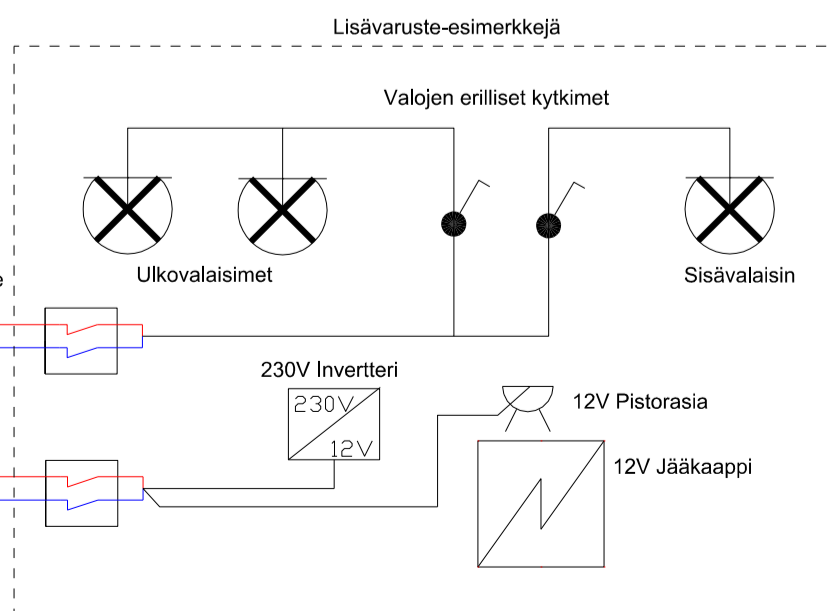 Lisävaruste-esimerkkejä
Valojen erilliset kytkimet
Ulkovalaisimet
Sisävalaisin
e
230V Invertteri
230V
12V
12V Pistorasia
12V Jääkaappi